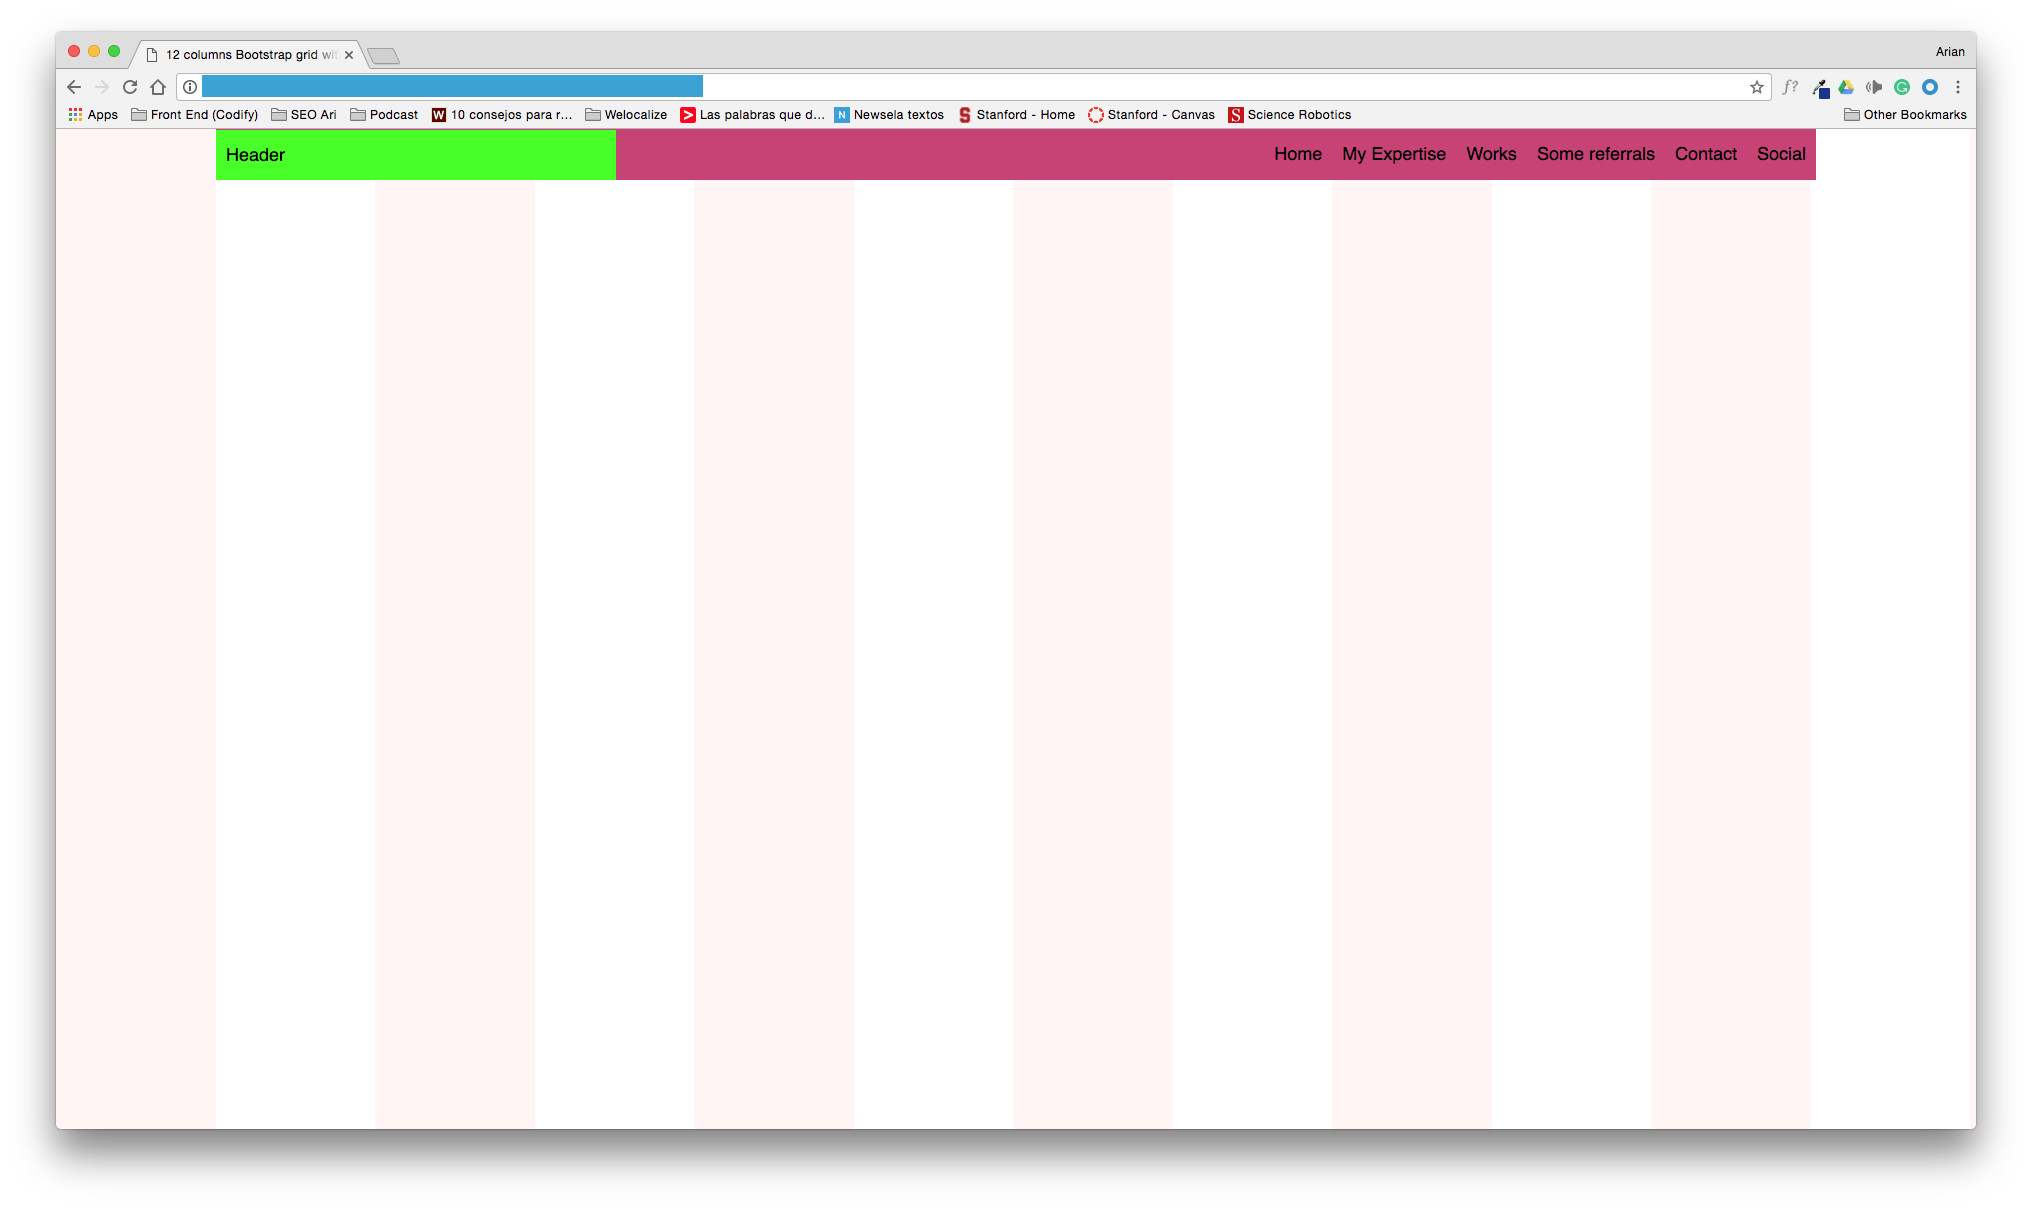 12 columns Bootstrap grid wit
Arian
Apps Front End (Codify) SEO Ari Podcast W 10 consejos para r... Welocalize Las palabras que d... N Newsela textos S Stanford - Home Stanford - Canvas S Science Robotics Other Bookmarks
Header Home My Expertise Works Some referrals Contact Social